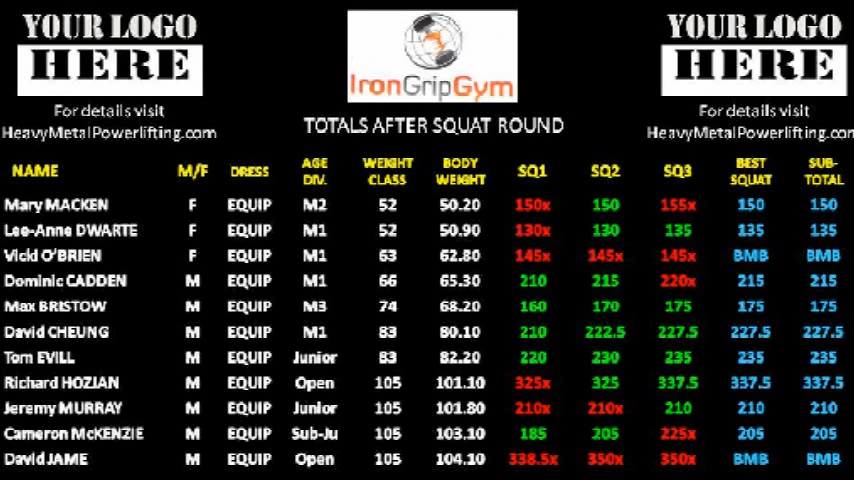 YOUR LOGO
HERE
For details visit
HeavyMetalPowerlifting.com
IronGripGym
TOTALS AFTER SQUAT ROUND
YOUR LOGO
HERE
For details visit
HeavyMetalPowerlifting.com
NAME M/F DRESS AGE DIV. WEIGHT CLASS BODY WEIGHT SQ1 SQ2 SQ3 BEST SQUAT SUB-TOTAL
Mary MACKEN F EQUIP M2 52 50.20 150x 150 155x 150 150
Lee-Anne DWARTE F EQUIP M1 52 50.90 130x 130 135 135 135
Vicki O'BRIEN F EQUIP M1 63 62.80 145x 145x 145x BMB BMB
Dominic CADDEN M EQUIP M1 66 65.30 210 215 220x 215 215
Max BRISTOW M EQUIP M3 74 68.20 160 170 175 175 175
David CHEUNG M EQUIP M1 83 80.10 210 222.5 227.5 227.5 227.5
Tom EVILL M EQUIP Junior 83 82.20 220 230 235 235 235
Richard HOZJAN M EQUIP Open 105 101.10 325x 325 337.5 337.5 337.5
Jeremy MURRAY M EQUIP Junior 105 101.80 210x 210x 210 210 210
Cameron McKENZIE M EQUIP Sub-Ju 105 103.10 185 205 225x 205 205
David JAME M EQUIP Open 105 104.10 338.5x 350x 350x BMB BMB